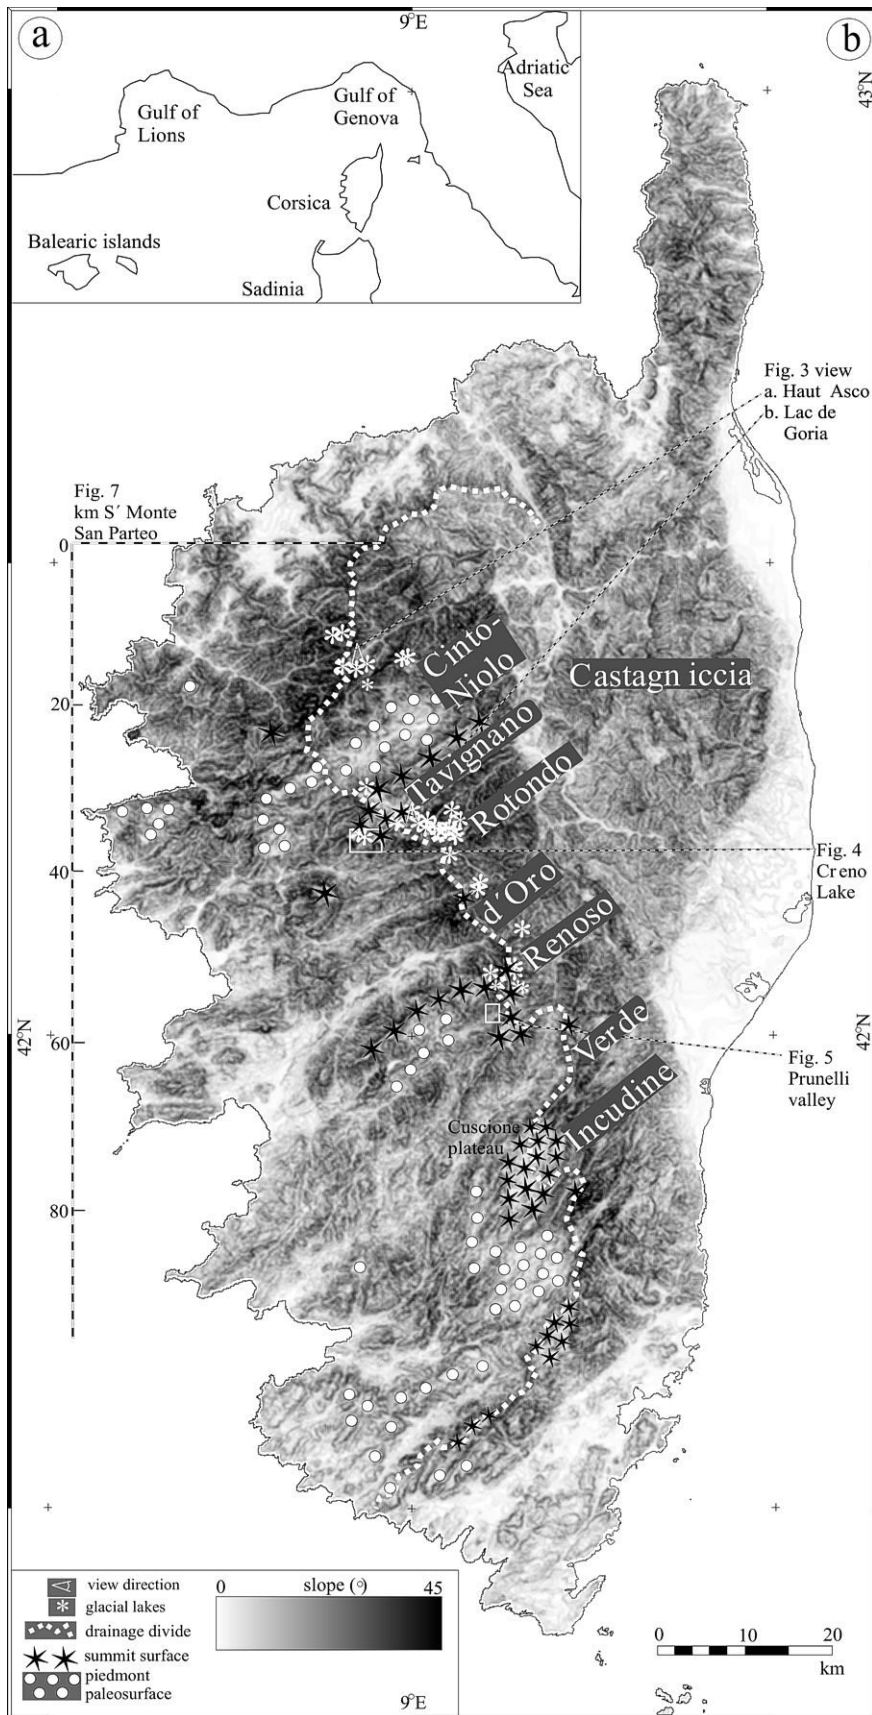 a
9°E
b
Adriatic
Sea
Gulf of
Genova
Gulf of
Lions
Corsica
Balearic islands
Sadinia
43°N
Fig. 3 view
a. Haut Asco
b. Lac de
Goria
Fig. 7
km S´ Monte
San Parteo
0
Cinto-
Niolo
Castagn iccia
20
Tavignano
Rotondo
Fig. 4
Creno
Lake
40
d´Oro
Renoso
42°N
60
Verde
42°N
Fig. 5
Prunelli
valley
Incudine
Cuscione
plateau
80
view direction
glacial lakes
drainage divide
summit surface
piedmont
paleosurface
0 slope (°) 45
9°E
0 10 20
km